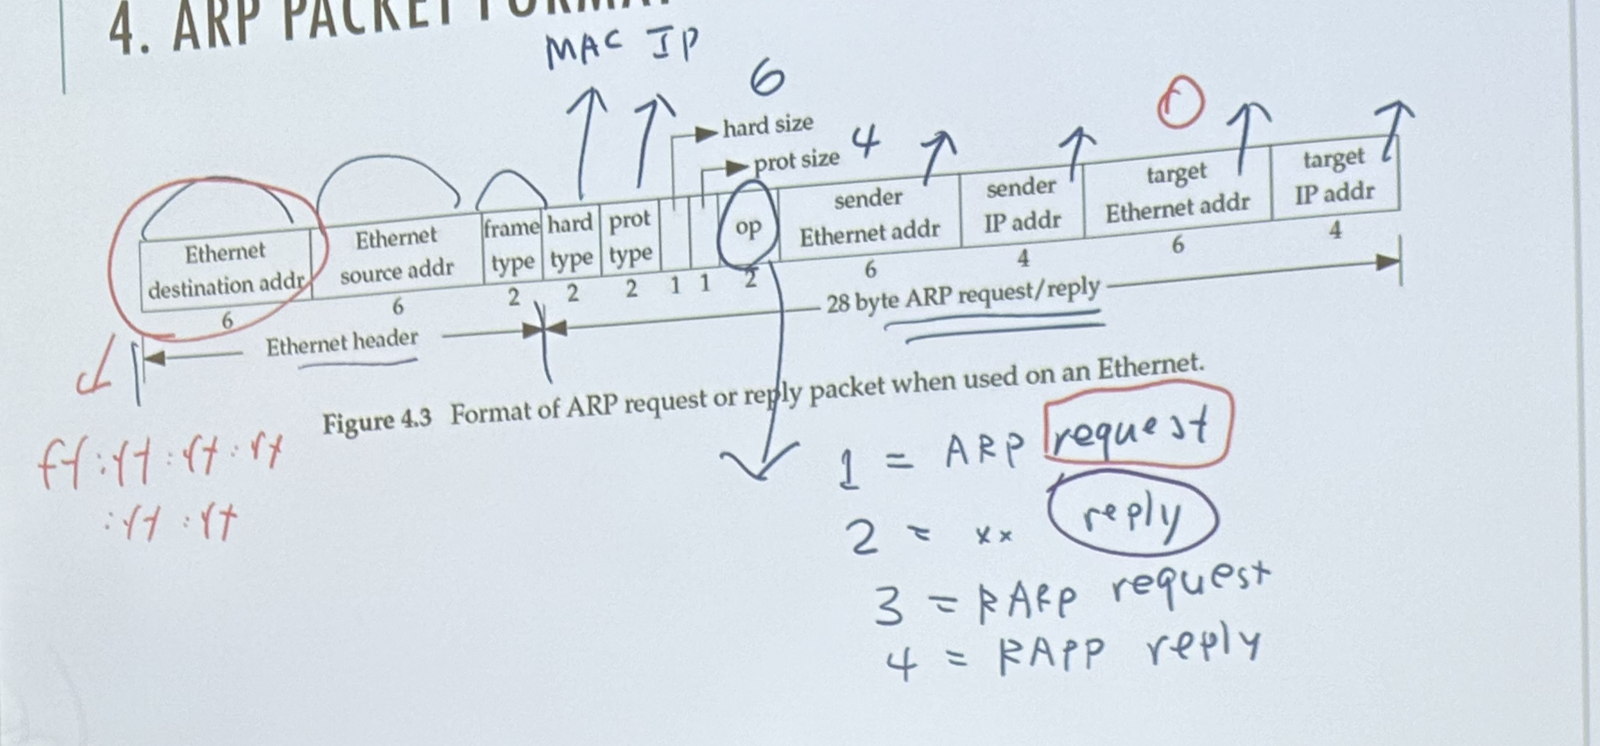 4. ARP PACKET FORMA
MAC IP
6
hard size
4
prot size
0
Ethernet destination addr
Ethernet source addr
frame type
hard type
prot type
op
sender Ethernet addr
sender IP addr
target Ethernet addr
target IP addr
6 6 2 2 2 1 1 2 6 4 6 4
Ethernet header
28 byte ARP request/reply
Figure 4.3 Format of ARP request or reply packet when used on an Ethernet.
ff:ff:ff:ff
:ff:ff
1 = ARP request
2 = xx reply
3 = RARP request
4 = RAPP reply